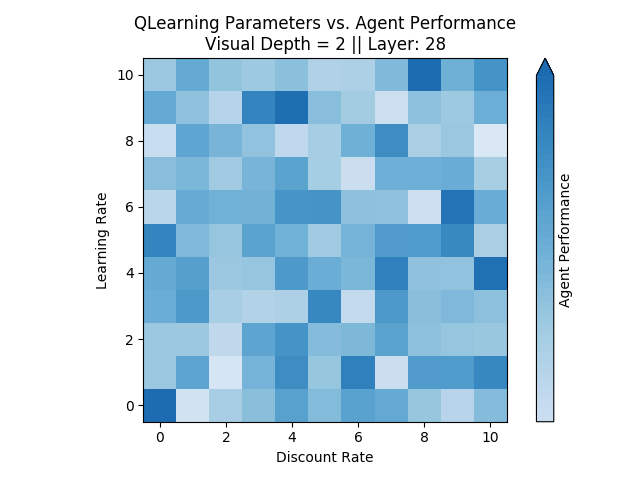 QLearning Parameters vs. Agent Performance
Visual Depth = 2 || Layer: 28
10
8
6
4
2
0
Learning Rate
0 2 4 6 8 10
Discount Rate
Agent Performance